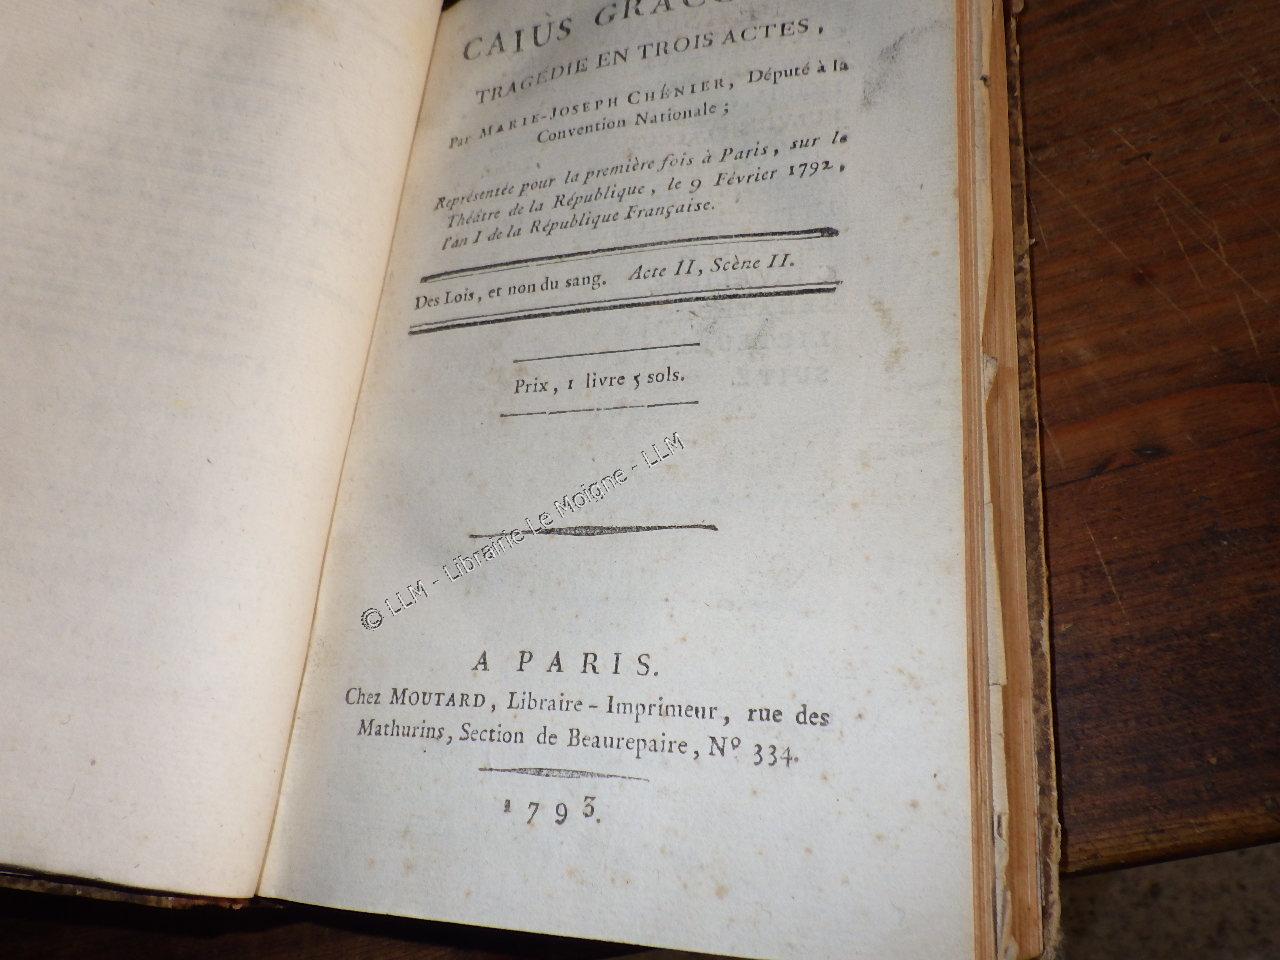 CAIUS GRACC
TRAGÉDIE EN TROIS ACTES,
Par MARIE-JOSEPH CHÉNIER, Député à la
Convention Nationale;
Représentée pour la première fois à Paris, sur le
Théâtre de la République, le 9 Février 1792,
l'an I de la République Française.
Des Lois, et non du sang. Acte II, Scène II.
Prix, 1 livre 5 sols.
© LLM - Librairie Le Moigne - LLM
A PARIS.
Chez MOUTARD, Libraire-Imprimeur, rue des
Mathurins, Section de Beaurepaire, Nº 334.
1793.